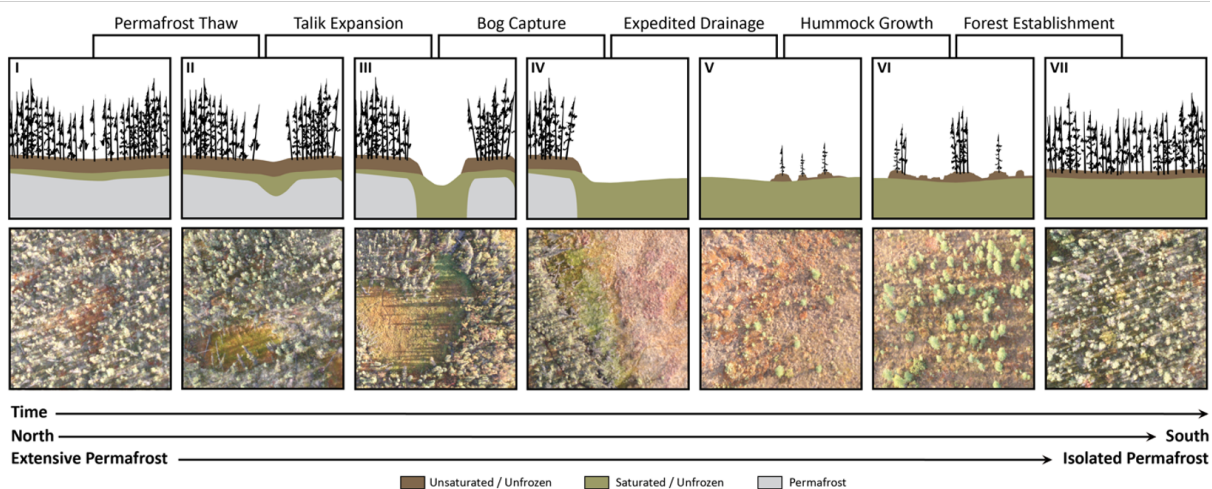 Permafrost Thaw Talik Expansion Bog Capture Expedited Drainage Hummock Growth Forest Establishment
I II III IV V VI VII
Time
North South
Extensive Permafrost Isolated Permafrost
Unsaturated / Unfrozen Saturated / Unfrozen Permafrost